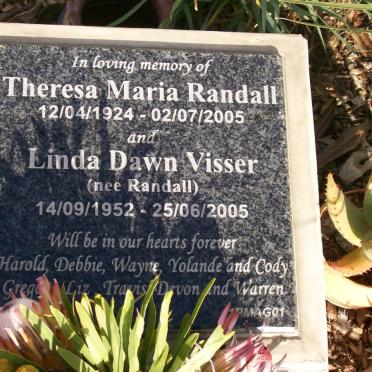 In loving memory of
Theresa Maria Randall
12/04/1924 - 02/07/2005
and
Linda Dawn Visser
(nee Randall)
14/09/1952 - 25/06/2005
Will be in our hearts forever
Harold, Debbie, Wayne, Yolande and Cody
Liz, Devon and Warren